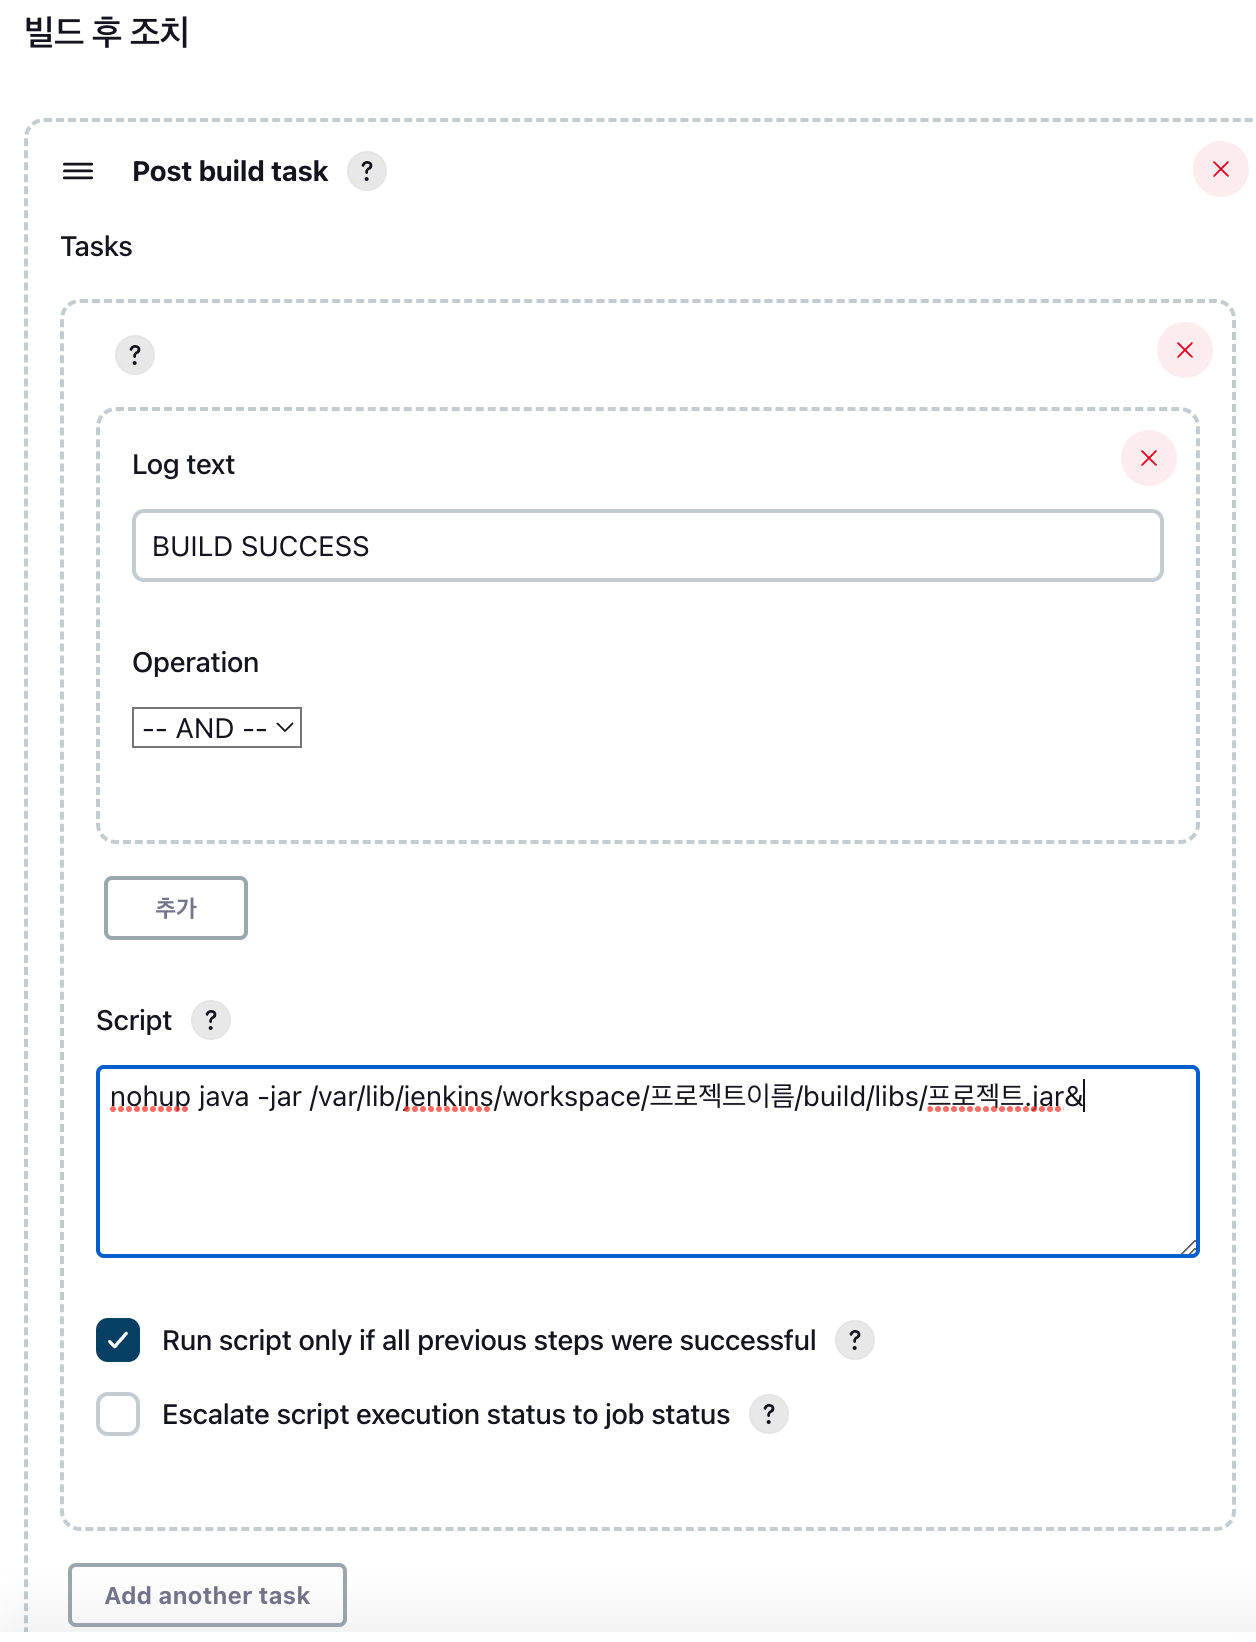 빌드 후 조치
Post build task ?
Tasks
?
Log text
BUILD SUCCESS
Operation
-- AND --
추가
Script ?
nohup java -jar /var/lib/jenkins/workspace/프로젝트이름/build/libs/프로젝트.jar&
Run script only if all previous steps were successful ?
Escalate script execution status to job status ?
Add another task